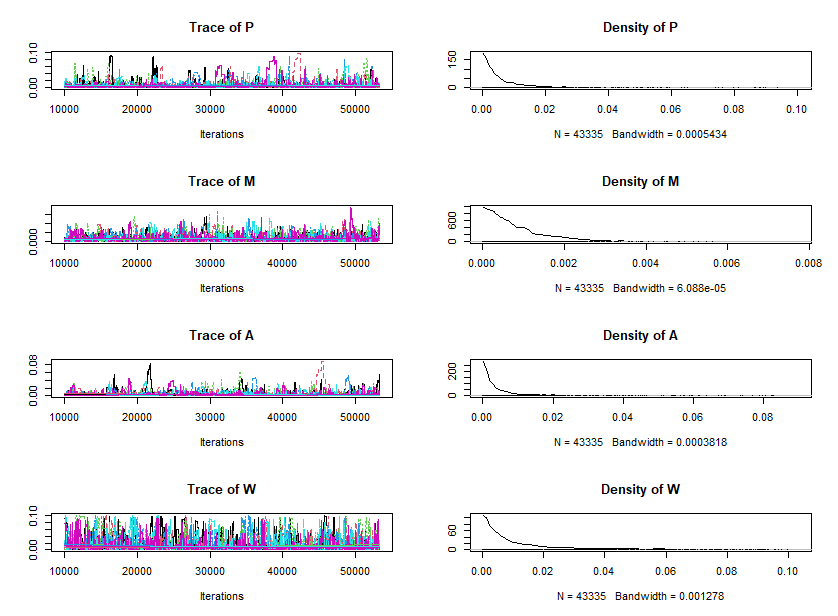 Trace of P
0.00 0.10
10000 20000 30000 40000 50000
Iterations
Density of P
0 150
0.00 0.02 0.04 0.06 0.08 0.10
N = 43335 Bandwidth = 0.0005434
Trace of M
0.000
10000 20000 30000 40000 50000
Iterations
Density of M
0 600
0.000 0.002 0.004 0.006 0.008
N = 43335 Bandwidth = 6.088e-05
Trace of A
0.00 0.08
10000 20000 30000 40000 50000
Iterations
Density of A
0 200
0.00 0.02 0.04 0.06 0.08
N = 43335 Bandwidth = 0.0003818
Trace of W
0.00 0.10
10000 20000 30000 40000 50000
Iterations
Density of W
0 60
0.00 0.02 0.04 0.06 0.08 0.10
N = 43335 Bandwidth = 0.001278